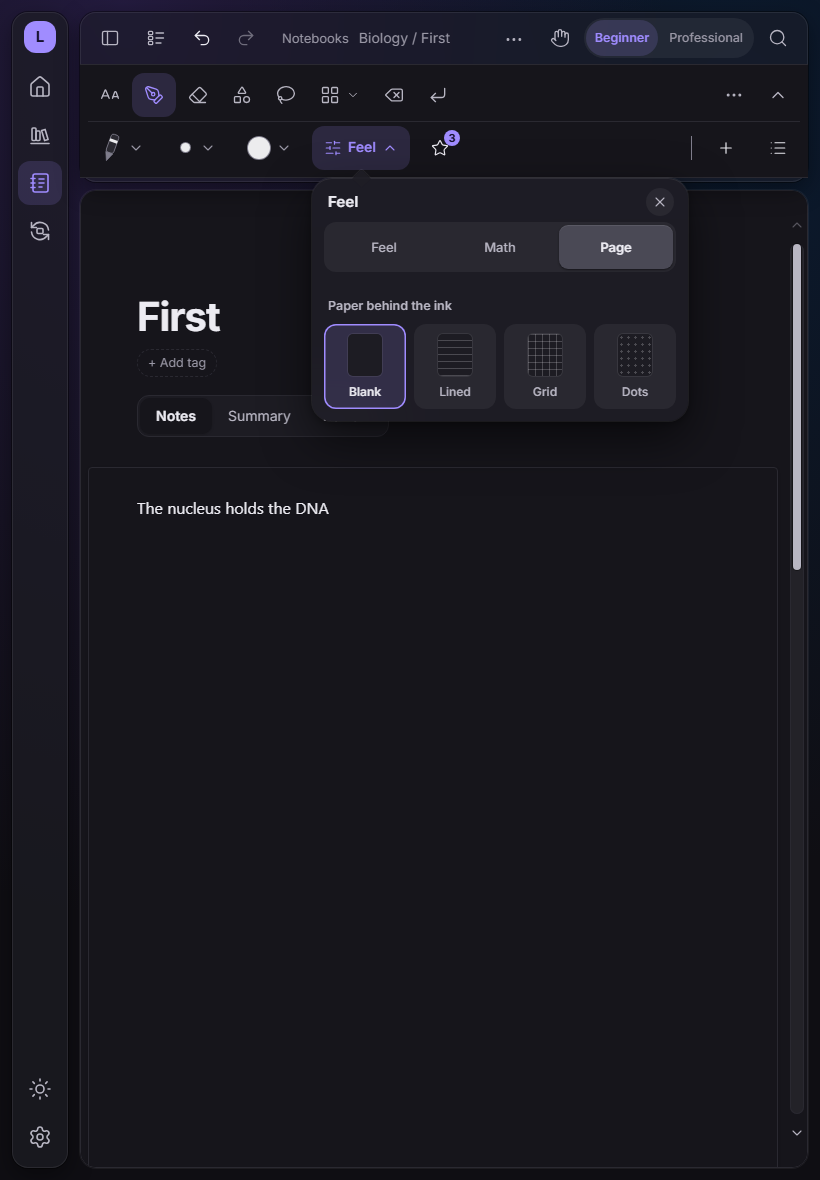 L
Notebooks Biology / First
Beginner Professional
AA
Feel
3
Feel
Feel Math Page
Paper behind the ink
Blank Lined Grid Dots
First
+ Add tag
Notes Summary
The nucleus holds the DNA